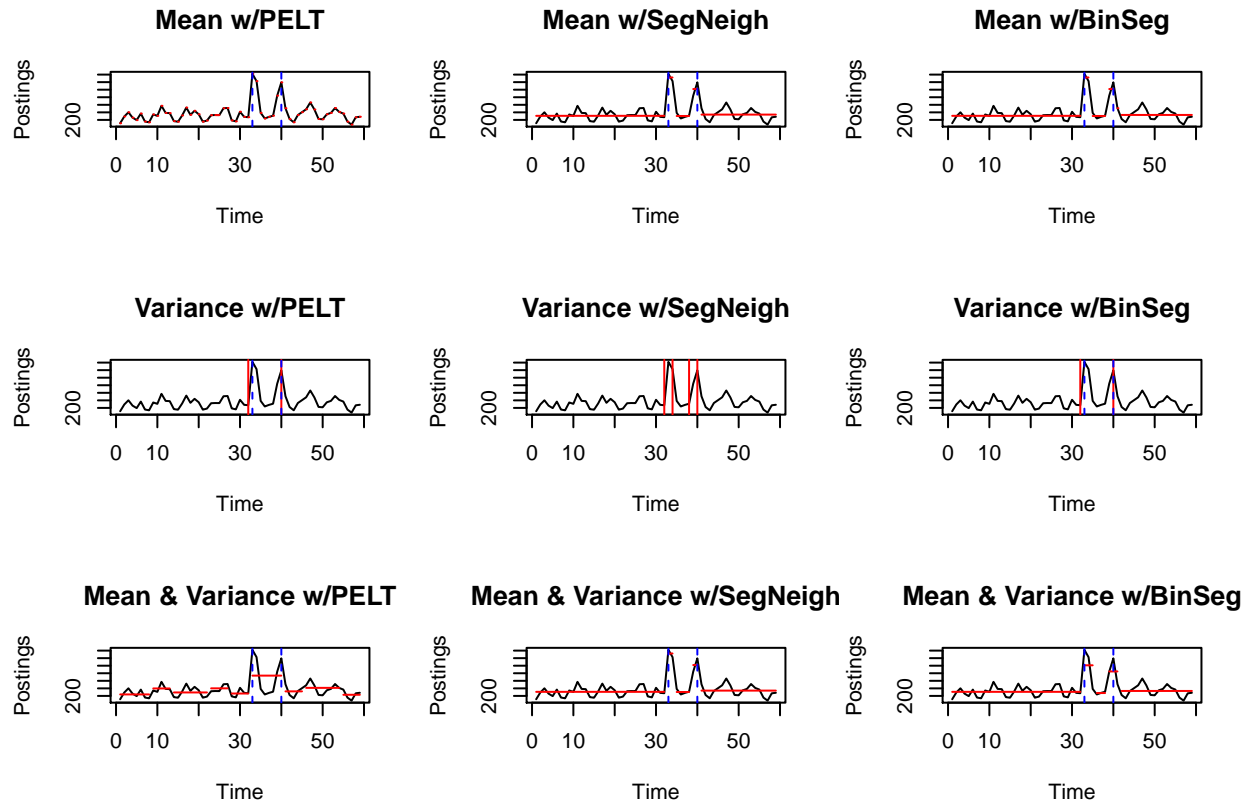 Mean w/PELT
Postings
200
0 10 30 50
Time
Mean w/SegNeigh
Postings
200
0 10 30 50
Time
Mean w/BinSeg
Postings
200
0 10 30 50
Time
Variance w/PELT
Postings
200
0 10 30 50
Time
Variance w/SegNeigh
Postings
200
0 10 30 50
Time
Variance w/BinSeg
Postings
200
0 10 30 50
Time
Mean & Variance w/PELT
Postings
200
0 10 30 50
Time
Mean & Variance w/SegNeigh
Postings
200
0 10 30 50
Time
Mean & Variance w/BinSeg
Postings
200
0 10 30 50
Time